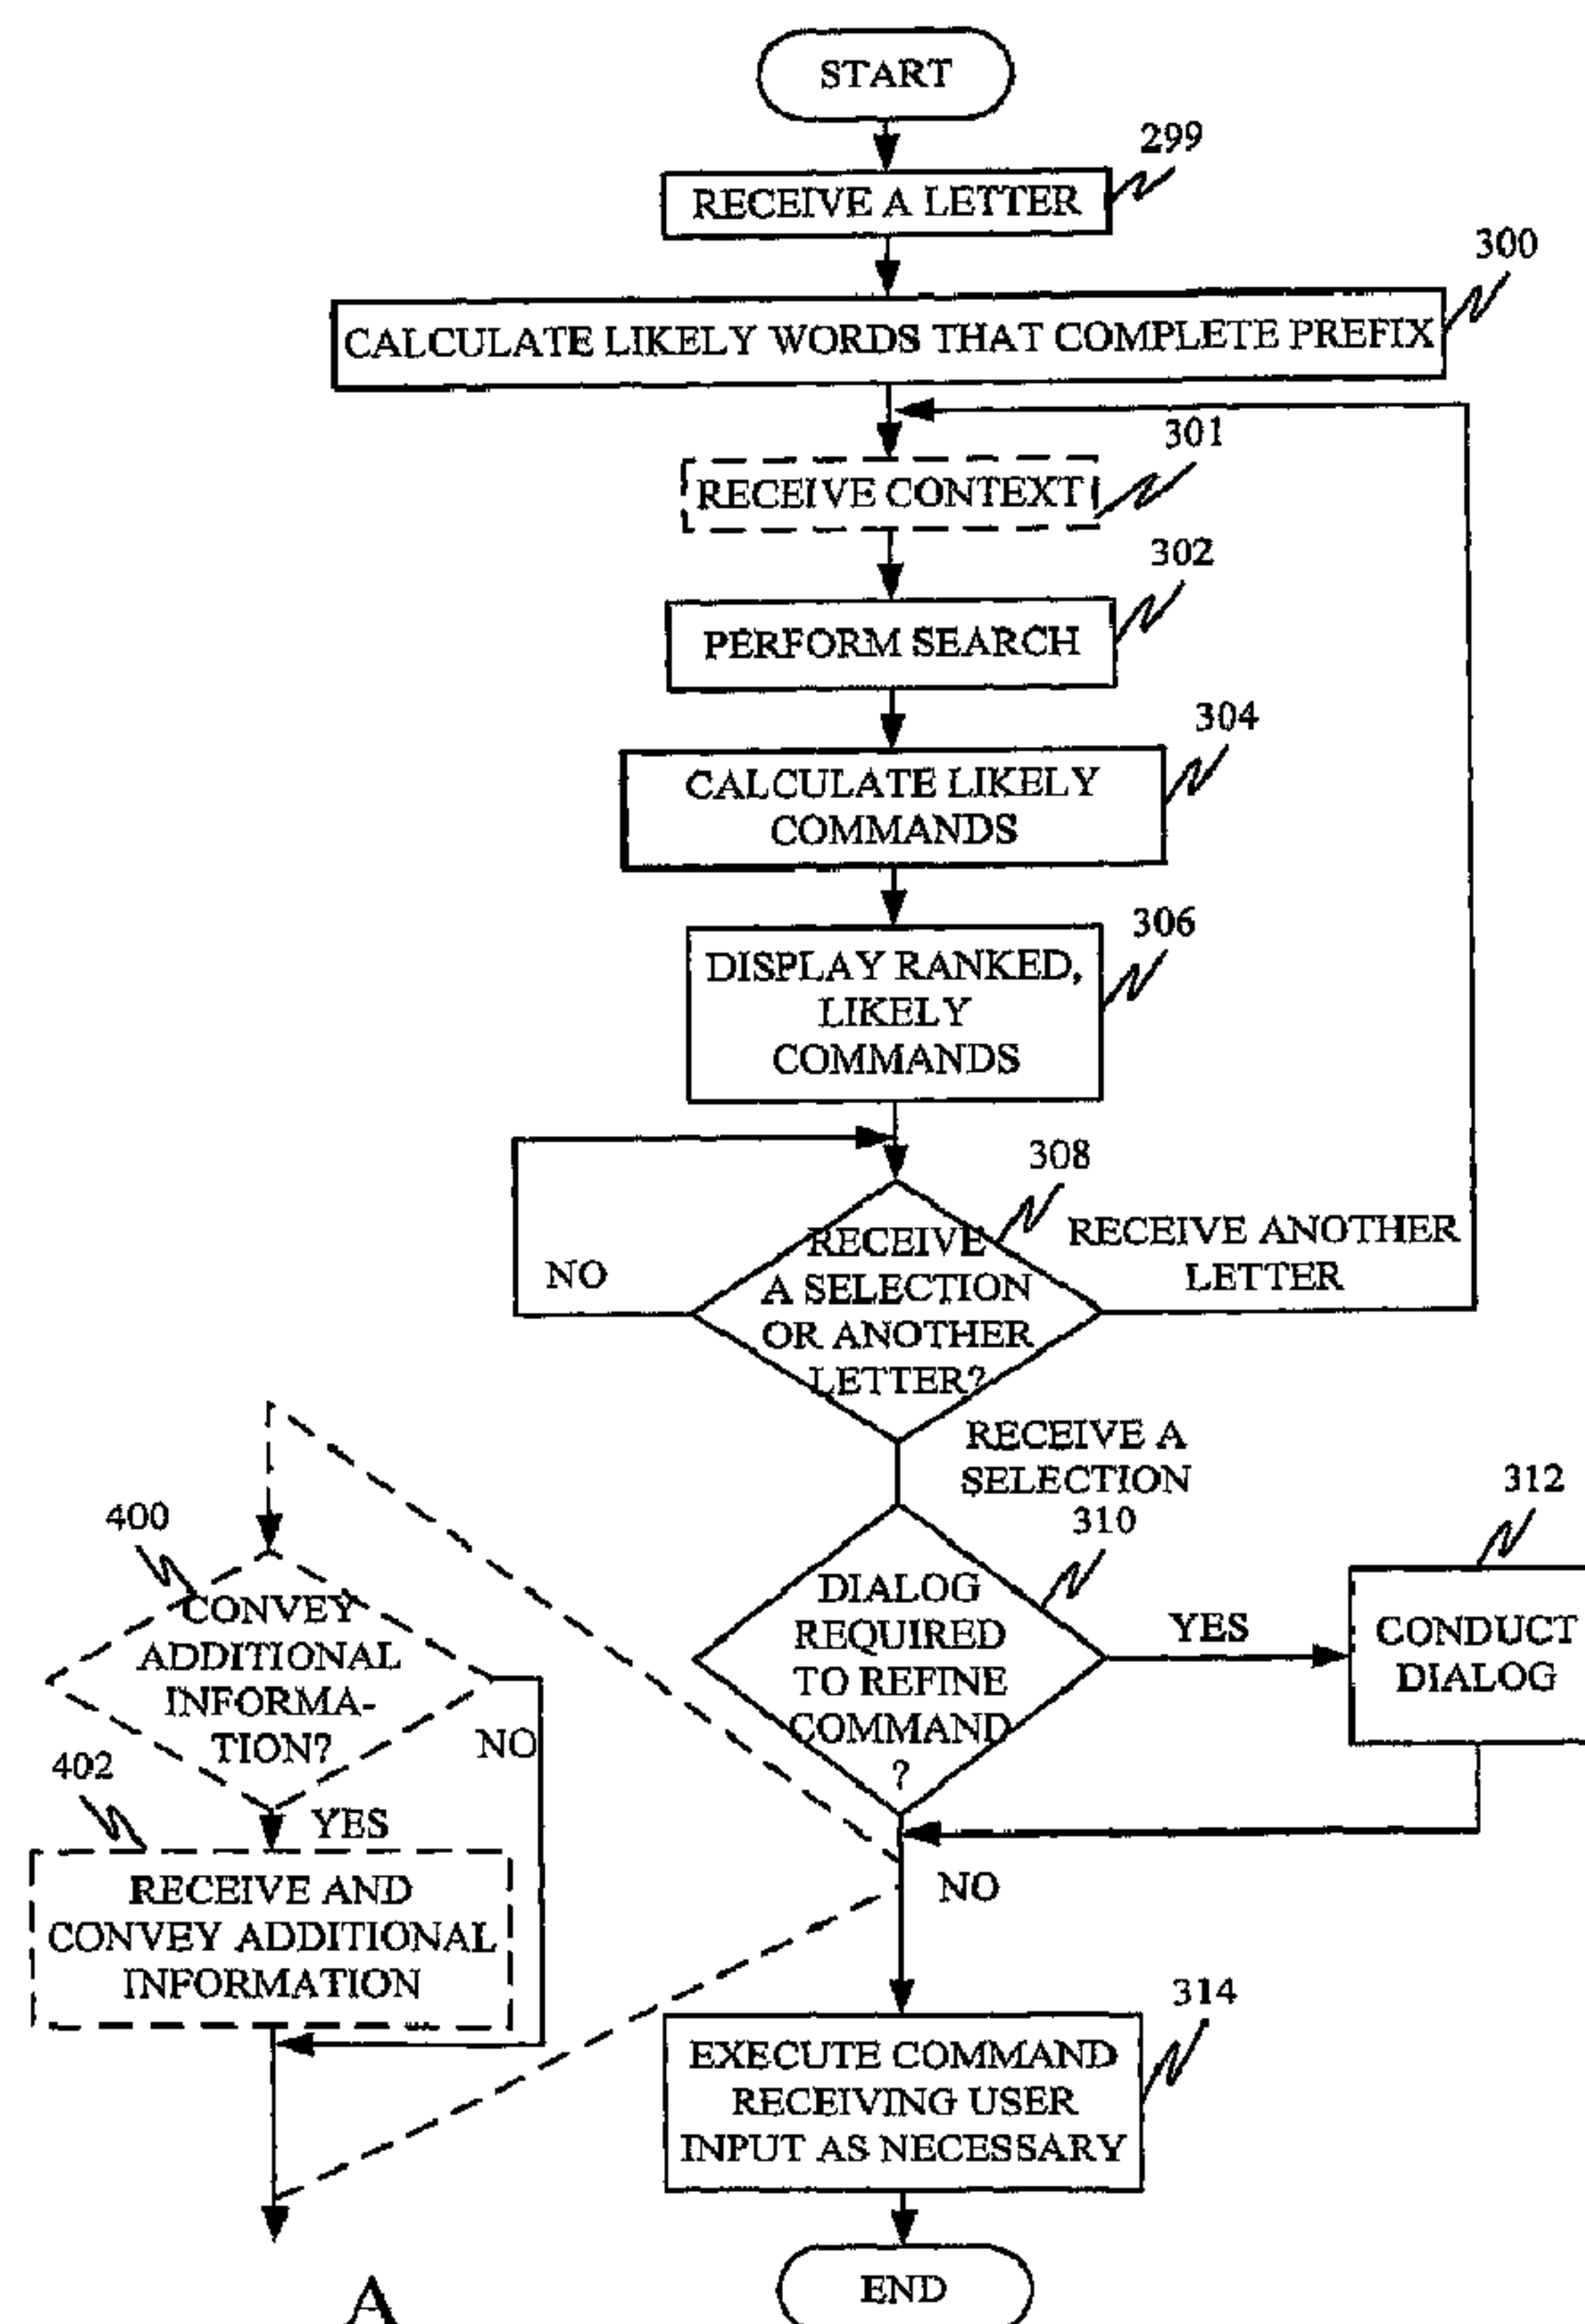 START
299
RECEIVE A LETTER
300
CALCULATE LIKELY WORDS THAT COMPLETE PREFIX
301
RECEIVE CONTEXT
302
PERFORM SEARCH
304
CALCULATE LIKELY
COMMANDS
306
DISPLAY RANKED,
LIKELY
COMMANDS
308
RECEIVE
A SELECTION
OR ANOTHER
LETTER?
NO
RECEIVE ANOTHER
LETTER
RECEIVE A
SELECTION
310
DIALOG
REQUIRED
TO REFINE
COMMAND
?
YES
312
CONDUCT
DIALOG
NO
400
CONVEY
ADDITIONAL
INFORMA-
TION?
NO
YES
402
RECEIVE AND
CONVEY ADDITIONAL
INFORMATION
314
EXECUTE COMMAND
RECEIVING USER
INPUT AS NECESSARY
END
A